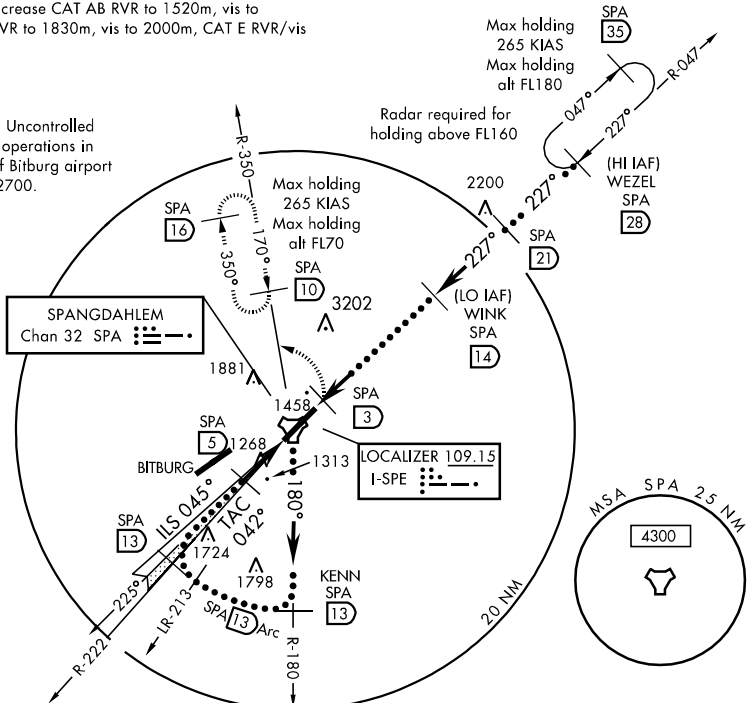 crease CAT AB RVR to 1520m, vis to
VR to 1830m, vis to 2000m, CAT E RVR/vis
Uncontrolled
operations in
f Bitburg airport
2700.
Max holding
265 KIAS
Max holding
alt FL180
SPA
35
R-047
047°
227°
Radar required for
holding above FL160
(HI IAF)
WEZEL
SPA
28
227°
2200
SPA
21
227°
R-350
Max holding
265 KIAS
Max holding
alt FL70
SPA
16
350°
170°
SPA
10
(LO IAF)
WINK
SPA
14
3202
SPANGDAHLEM
Chan 32 SPA
1881
1458
SPA
3
SPA
5
1268
BITBURG
1313
LOCALIZER 109.15
I-SPE
ILS 045°
TAC
042°
180°
SPA
13
1724
1798
KENN
SPA
13
225°
LR-213
SPA 13 Arc
R-222
R-180
20 NM
MSA SPA 25 NM
4300